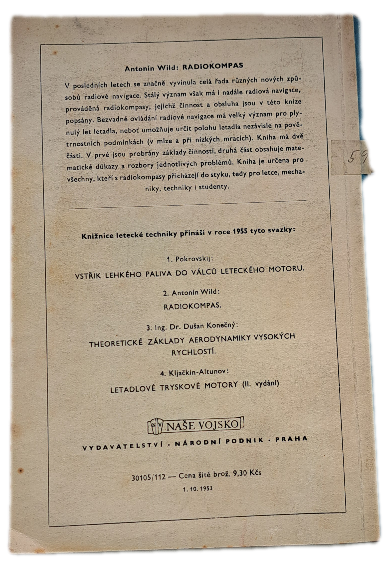 Antonín Wild: RADIOKOMPAS
V posledních letech se značně vyvinula celá řada různých nových způ-
sobů radiové navigace. Stálý význam však má i nadále radiová navigace,
prováděná radiokompasy, jejichž činnost a obsluha jsou v této knize
popsány. Bezvadné ovládání radiové navigace má velký význam pro ply-
nulý let letadla, neboť umožňuje určit polohu letadla nezávisle na pově-
trnostních podmínkách (v mlze a při nízkých mracích). Kniha má dvě
části. V prvé jsou probrány základy činnosti, druhá část obsahuje mate-
matické důkazy a rozbory jednotlivých problémů. Kniha je určena pro
všechny, kteří s radiokompasy přicházejí do styku, tedy pro letce, mecha-
niky, techniky i studenty.
Knižnice letecké techniky přináší v roce 1955 tyto svazky:
1. Pokrovskij:
VSTŘIK LEHKÉHO PALIVA DO VÁLCŮ LETECKÉHO MOTORU.
2. Antonín Wild:
RADIOKOMPAS.
3. Ing. Dr. Dušan Konečný:
THEORETICKÉ ZÁKLADY AERODYNAMIKY VYSOKÝCH
RYCHLOSTÍ.
4. Kljačkin-Altunov:
LETADLOVÉ TRYSKOVÉ MOTORY (II. vydání)
NAŠE VOJSKO
VYDAVATELSTVÍ · NÁRODNÍ PODNIK · PRAHA
30105/112 — Cena šité brož. 9,30 Kčs
1. 10. 1953